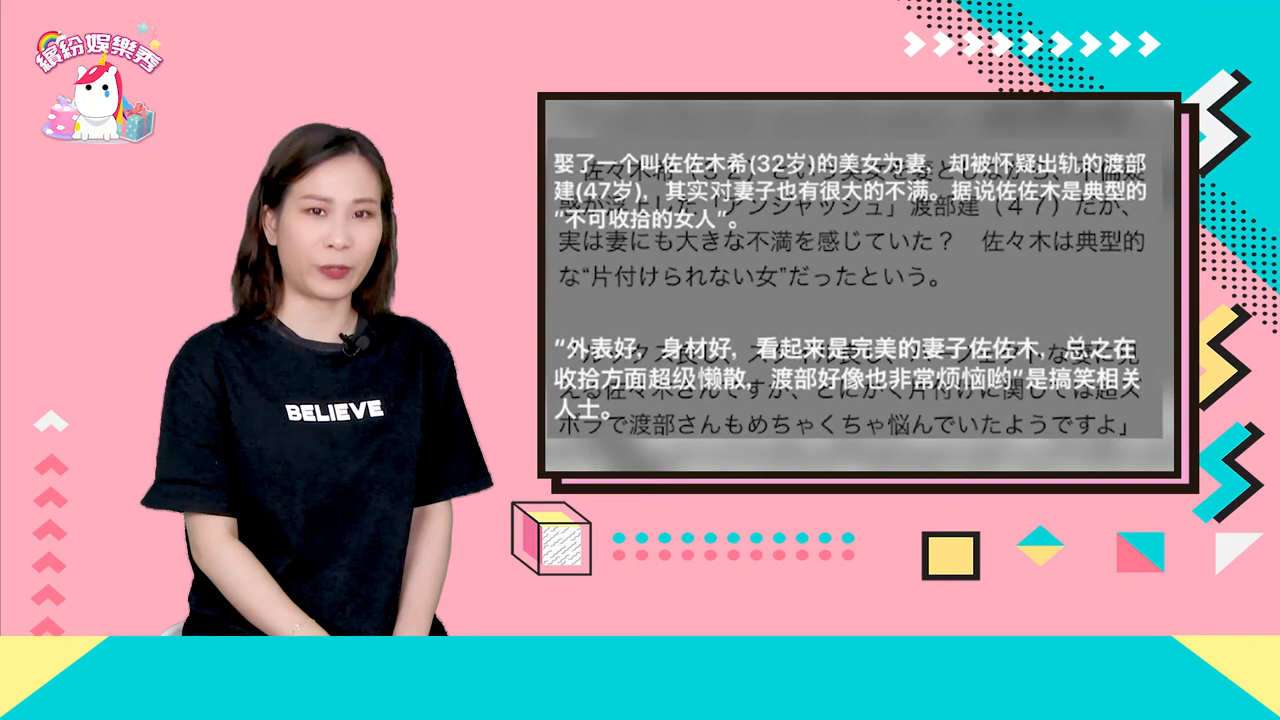 繽紛娛樂秀
娶了一个叫佐佐木希(32岁)的美女为妻，却被怀疑出轨的渡部
建(47岁)，其实对妻子也有很大的不满。据说佐佐木是典型的
“不可收拾的女人”。
実は妻にも大きな不満を感じていた？　佐々木は典型的
な“片付けられない女”だったという。
“外表好，身材好，看起来是完美的妻子佐佐木，总之在
收拾方面超级懒散，渡部好像也非常烦恼哟”是搞笑相关
人士。
ボラで渡部さんもめちゃくちゃ悩んでいたようですよ」
BELIEVE